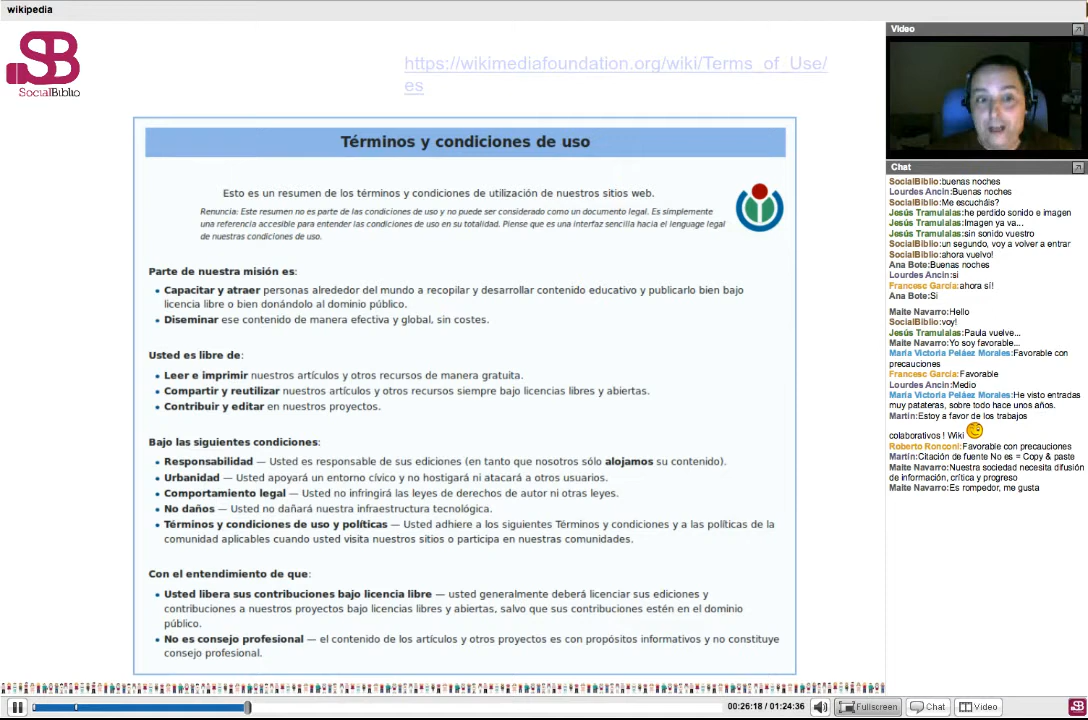 wikipedia
SB
SocialBiblio
https://wikimediafoundation.org/wiki/Terms_of_Use/
es
Términos y condiciones de uso
Esto es un resumen de los términos y condiciones de utilización de nuestros sitios web.
Renuncia: Este resumen no es parte de las condiciones de uso y no puede ser considerado como un documento legal. Es símplemente
una referencia accesible para entender las condiciones de uso en su totalidad. Piense que es una interfaz sencilla hacia el lenguage legal
de nuestras condiciones de uso.
Parte de nuestra misión es:
• Capacitar y atraer personas alrededor del mundo a recopilar y desarrollar contenido educativo y publicarlo bien bajo
licencia libre o bien donándolo al dominio público.
• Diseminar ese contenido de manera efectiva y global, sin costes.
Usted es libre de:
• Leer e imprimir nuestros artículos y otros recursos de manera gratuita.
• Compartir y reutilizar nuestros artículos y otros recursos siempre bajo licencias libres y abiertas.
• Contribuir y editar en nuestros proyectos.
Bajo las siguientes condiciones:
• Responsabilidad — Usted es responsable de sus ediciones (en tanto que nosotros sólo alojamos su contenido).
• Urbanidad — Usted apoyará un entorno cívico y no hostigará ni atacará a otros usuarios.
• Comportamiento legal — Usted no infringirá las leyes de derechos de autor ni otras leyes.
• No daños — Usted no dañará nuestra infraestructura tecnológica.
• Términos y condiciones de uso y políticas — Usted adhiere a los siguientes Términos y condiciones y a las políticas de la
comunidad aplicables cuando usted visita nuestros sitios o participa en nuestras comunidades.
Con el entendimiento de que:
• Usted libera sus contribuciones bajo licencia libre — usted generalmente deberá licenciar sus ediciones y
contribuciones a nuestros proyectos bajo licencias libres y abiertas, salvo que sus contribuciones estén en el dominio
público.
• No es consejo profesional — el contenido de los artículos y otros proyectos es con propósitos informativos y no constituye
consejo profesional.
Video
Chat
SocialBiblio:buenas noches
Lourdes Ancin:Buenas noches
SocialBiblio:Me escucháis?
Jesús Tramulalas:he perdido sonido e imagen
Jesús Tramulalas:Imagen ya va...
Jesús Tramulalas:sin sonido vuestro
SocialBiblio:un segundo, voy a volver a entrar
SocialBiblio:ahora vuelvo!
Ana Bote:Buenas noches
Lourdes Ancin:si
Francesc García:ahora sí!
Ana Bote:Si
Maite Navarro:Hello
SocialBiblio:voy!
Jesús Tramulalas:Paula vuelve...
Maite Navarro:Yo soy favorable...
María Victoria Peláez Morales:Favorable con
precauciones
Francesc García:Favorable
Lourdes Ancin:Medio
María Victoria Peláez Morales:He visto entradas
muy patateras, sobre todo hace unos años.
Martin:Estoy a favor de los trabajos
colaborativos ! Wiki
Roberto Ronconi:Favorable con precauciones
Martin:Citación de fuente No es = Copy & paste
Maite Navarro:Nuestra sociedad necesita difusión
de información, crítica y progreso
Maite Navarro:Es rompedor, me gusta
00:26:18 / 01:24:36
Fullscreen
Chat
Video
SB